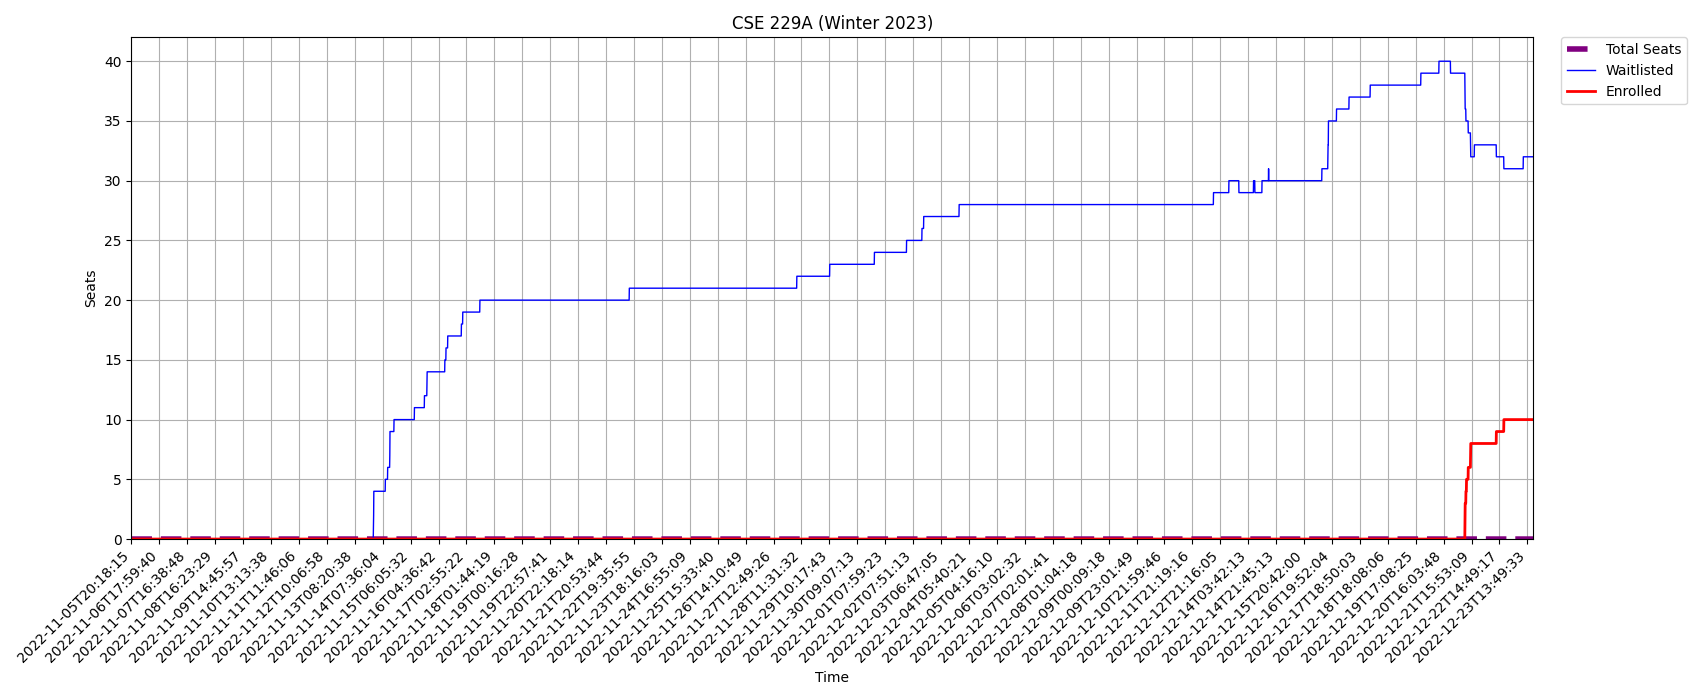 CSE 229A (Winter 2023)
Total Seats
Waitlisted
Enrolled
Seats
40
35
30
25
20
15
10
5
0
2022-11-05T20:18:15
2022-11-06T17:59:40
2022-11-07T16:38:48
2022-11-08T16:23:29
2022-11-09T14:45:57
2022-11-10T13:13:38
2022-11-11T11:46:06
2022-11-12T10:06:58
2022-11-13T08:20:38
2022-11-14T07:36:04
2022-11-15T06:05:32
2022-11-16T04:36:42
2022-11-17T02:55:22
2022-11-18T01:44:19
2022-11-19T00:16:28
2022-11-19T22:57:41
2022-11-20T22:18:14
2022-11-21T20:53:44
2022-11-22T19:35:55
2022-11-23T18:16:03
2022-11-24T16:55:09
2022-11-25T15:33:40
2022-11-26T14:10:49
2022-11-27T12:49:26
2022-11-28T11:31:32
2022-11-29T10:17:43
2022-11-30T09:07:13
2022-12-01T07:59:23
2022-12-02T07:51:13
2022-12-03T06:47:05
2022-12-04T05:40:21
2022-12-05T04:16:10
2022-12-06T03:02:32
2022-12-07T02:01:41
2022-12-08T01:04:18
2022-12-09T00:09:18
2022-12-09T23:01:49
2022-12-10T21:59:46
2022-12-11T21:19:16
2022-12-12T21:16:05
2022-12-14T03:42:13
2022-12-14T21:45:13
2022-12-15T20:42:00
2022-12-16T19:52:04
2022-12-17T18:50:03
2022-12-18T18:08:06
2022-12-19T17:08:25
2022-12-20T16:03:48
2022-12-21T15:53:09
2022-12-22T14:49:17
2022-12-23T13:49:33
Time